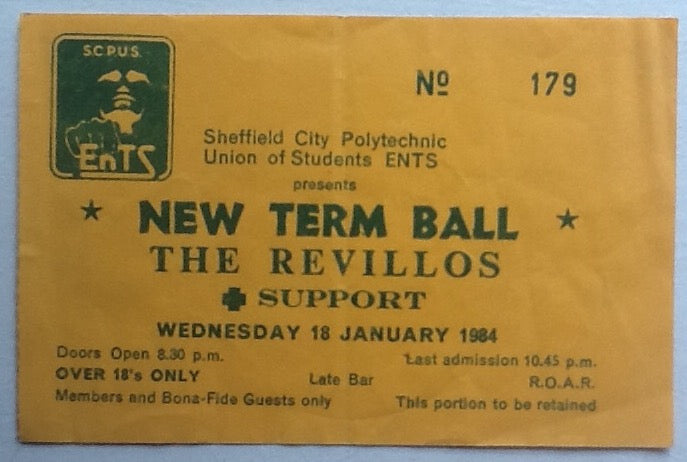 S.C.P.U.S.
EnTS
Nº 179
Sheffield City Polytechnic
Union of Students ENTS
presents
★ NEW TERM BALL ★
THE REVILLOS
✚ SUPPORT
WEDNESDAY 18 JANUARY 1984
Doors Open 8.30 p.m. Last admission 10.45 p.m.
OVER 18's ONLY Late Bar R.O.A.R.
Members and Bona-Fide Guests only This portion to be retained